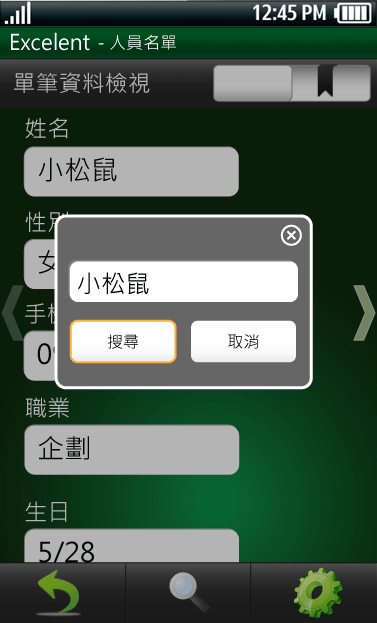 12:45 PM
Excelent - 人員名單
單筆資料檢視
姓名
小松鼠
性別
女
小松鼠
手機
搜尋
取消
職業
企劃
生日
5/28